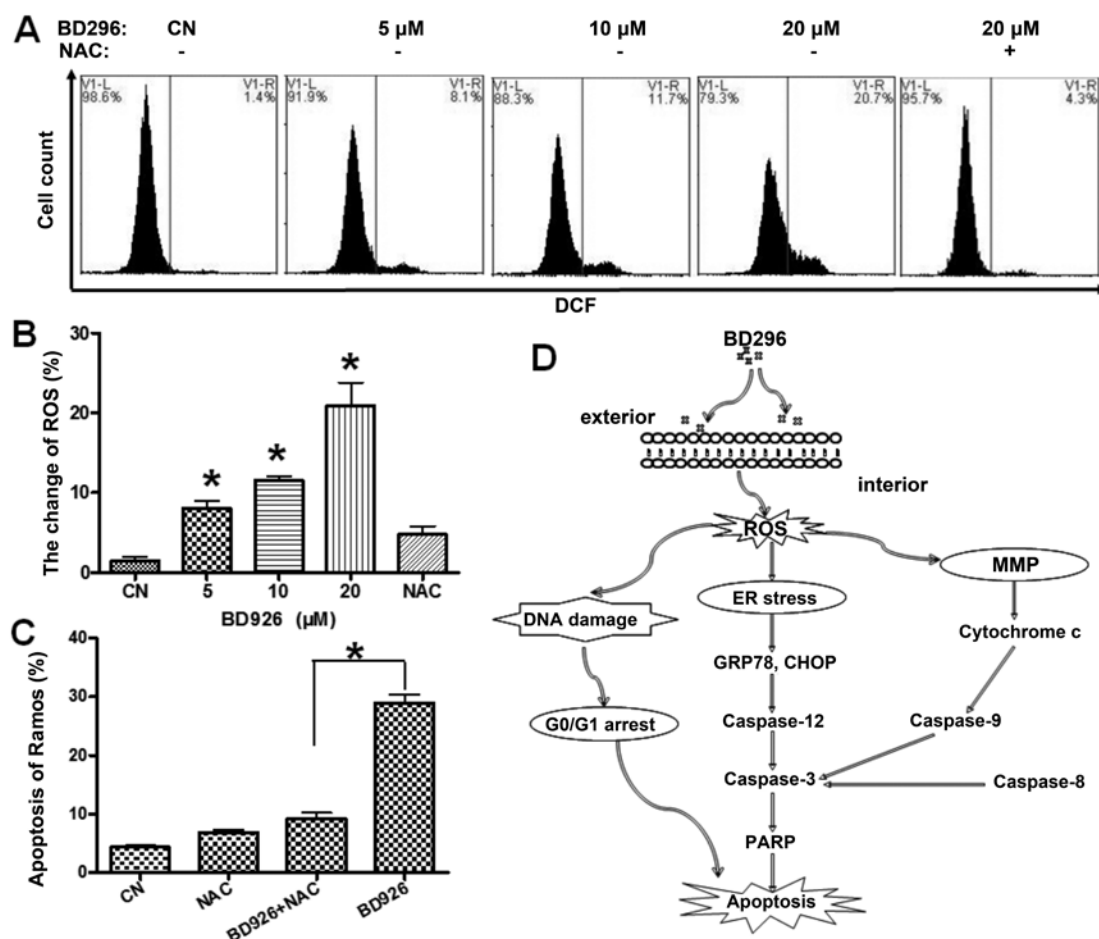 A
BD296: CN 5 µM 10 µM 20 µM 20 µM
NAC: - - - - +
V1-L V1-R
98.6% 1.4%
V1-L V1-R
91.9% 8.1%
V1-L V1-R
88.3% 11.7%
V1-L V1-R
79.3% 20.7%
V1-L V1-R
95.7% 4.3%
Cell count
DCF
B
The change of ROS (%)
30
20
10
0
* * *
CN 5 10 20 NAC
BD926 (µM)
C
Apoptosis of Ramos (%)
40
30
20
10
0
*
CN NAC BD926+NAC BD926
D
BD296
exterior
interior
ROS
MMP
ER stress
DNA damage
Cytochrome c
GRP78, CHOP
G0/G1 arrest
Caspase-12
Caspase-9
Caspase-3
Caspase-8
PARP
Apoptosis